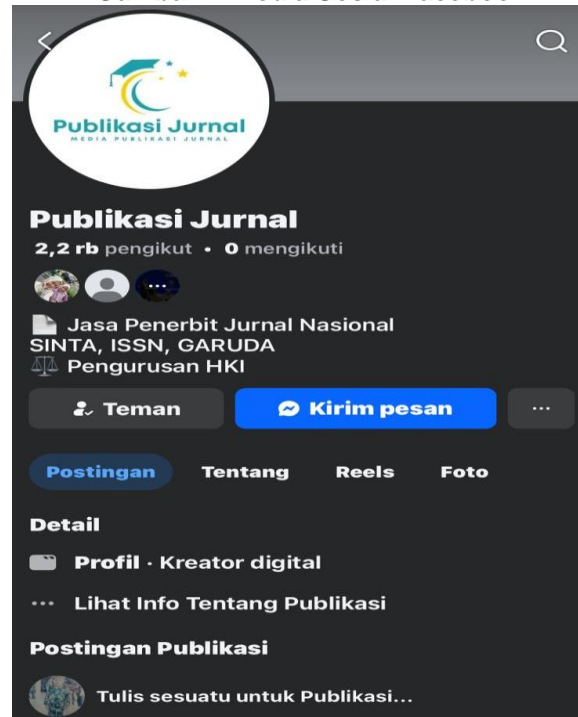 Publikasi Jurnal
MEDIA PUBLIKASI JURNAL
Publikasi Jurnal
2,2 rb pengikut • 0 mengikuti
Jasa Penerbit Jurnal Nasional
SINTA, ISSN, GARUDA
Pengurusan HKI
Teman
Kirim pesan
Postingan Tentang Reels Foto
Detail
Profil · Kreator digital
Lihat Info Tentang Publikasi
Postingan Publikasi
Tulis sesuatu untuk Publikasi...